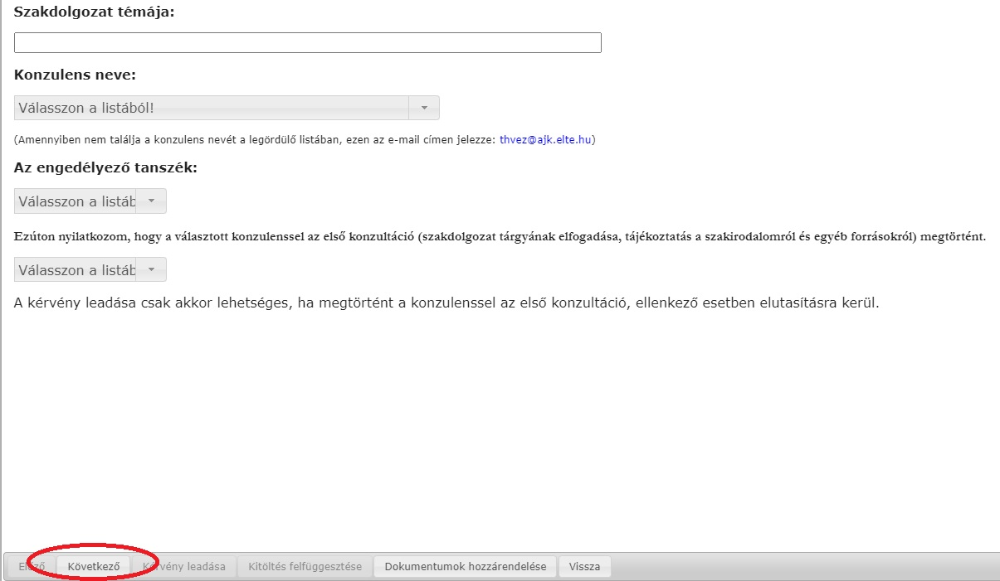 Szakdolgozat témája:
Konzulens neve:
Válasszon a listából!
(Amennyiben nem találja a konzulens nevét a legördülő listában, ezen az e-mail címen jelezze: thvez@ajk.elte.hu)
Az engedélyező tanszék:
Válasszon a listáb
Ezúton nyilatkozom, hogy a választott konzulenssel az első konzultáció (szakdolgozat tárgyának elfogadása, tájékoztatás a szakirodalomról és egyéb forrásokról) megtörtént.
Válasszon a listáb
A kérvény leadása csak akkor lehetséges, ha megtörtént a konzulenssel az első konzultáció, ellenkező esetben elutasításra kerül.
Előző Következő Kérvény leadása Kitöltés felfüggesztése Dokumentumok hozzárendelése Vissza